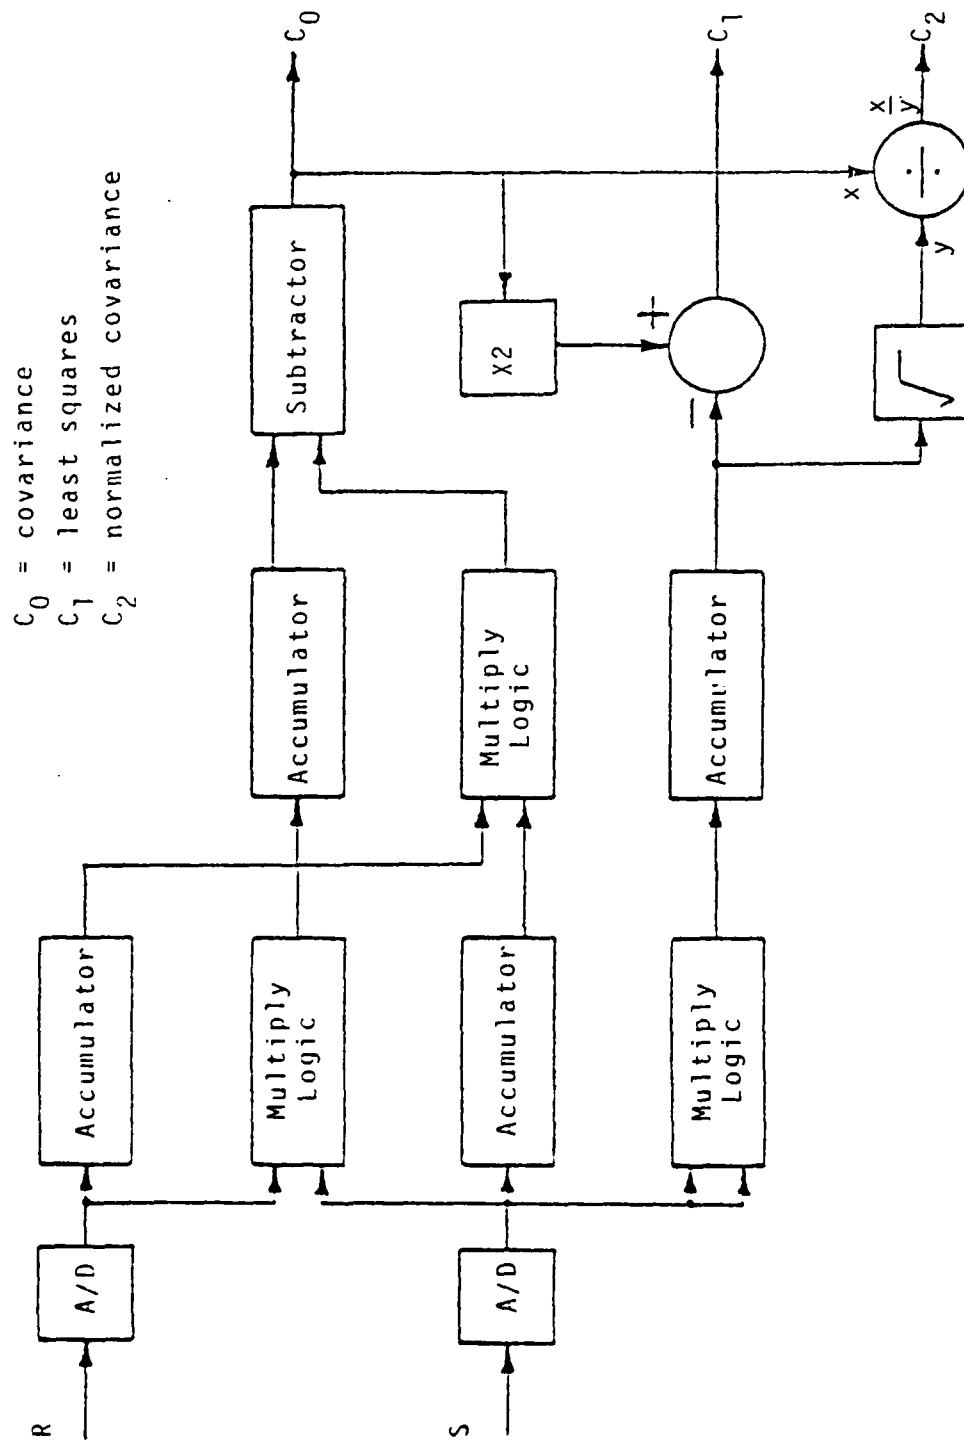 C0 = covariance
C1 = least squares
C2 = normalized covariance
R
A/D
Accumulator
Multiply
Logic
Accumulator
Subtractor
C0
S
A/D
Accumulator
Multiply
Logic
X2
+
−
C1
Multiply
Logic
Accumulator
√
y
x
÷
x
y
C2